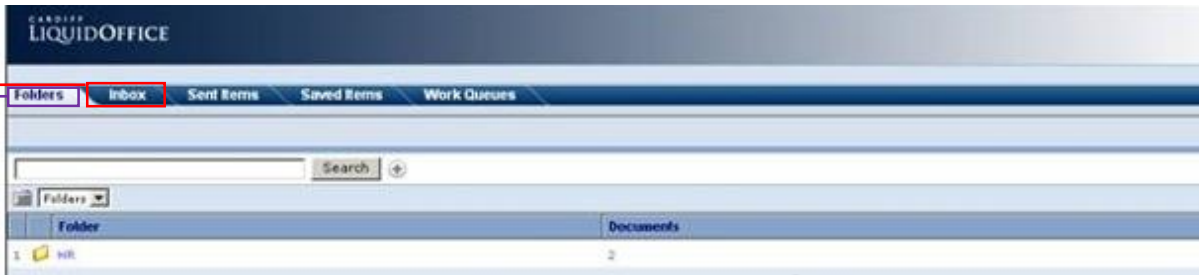 CARDIFF
LIQUIDOFFICE
Folders Inbox Sent Items Saved Items Work Queues
Search
Folders
Folder Documents
1 HR 2